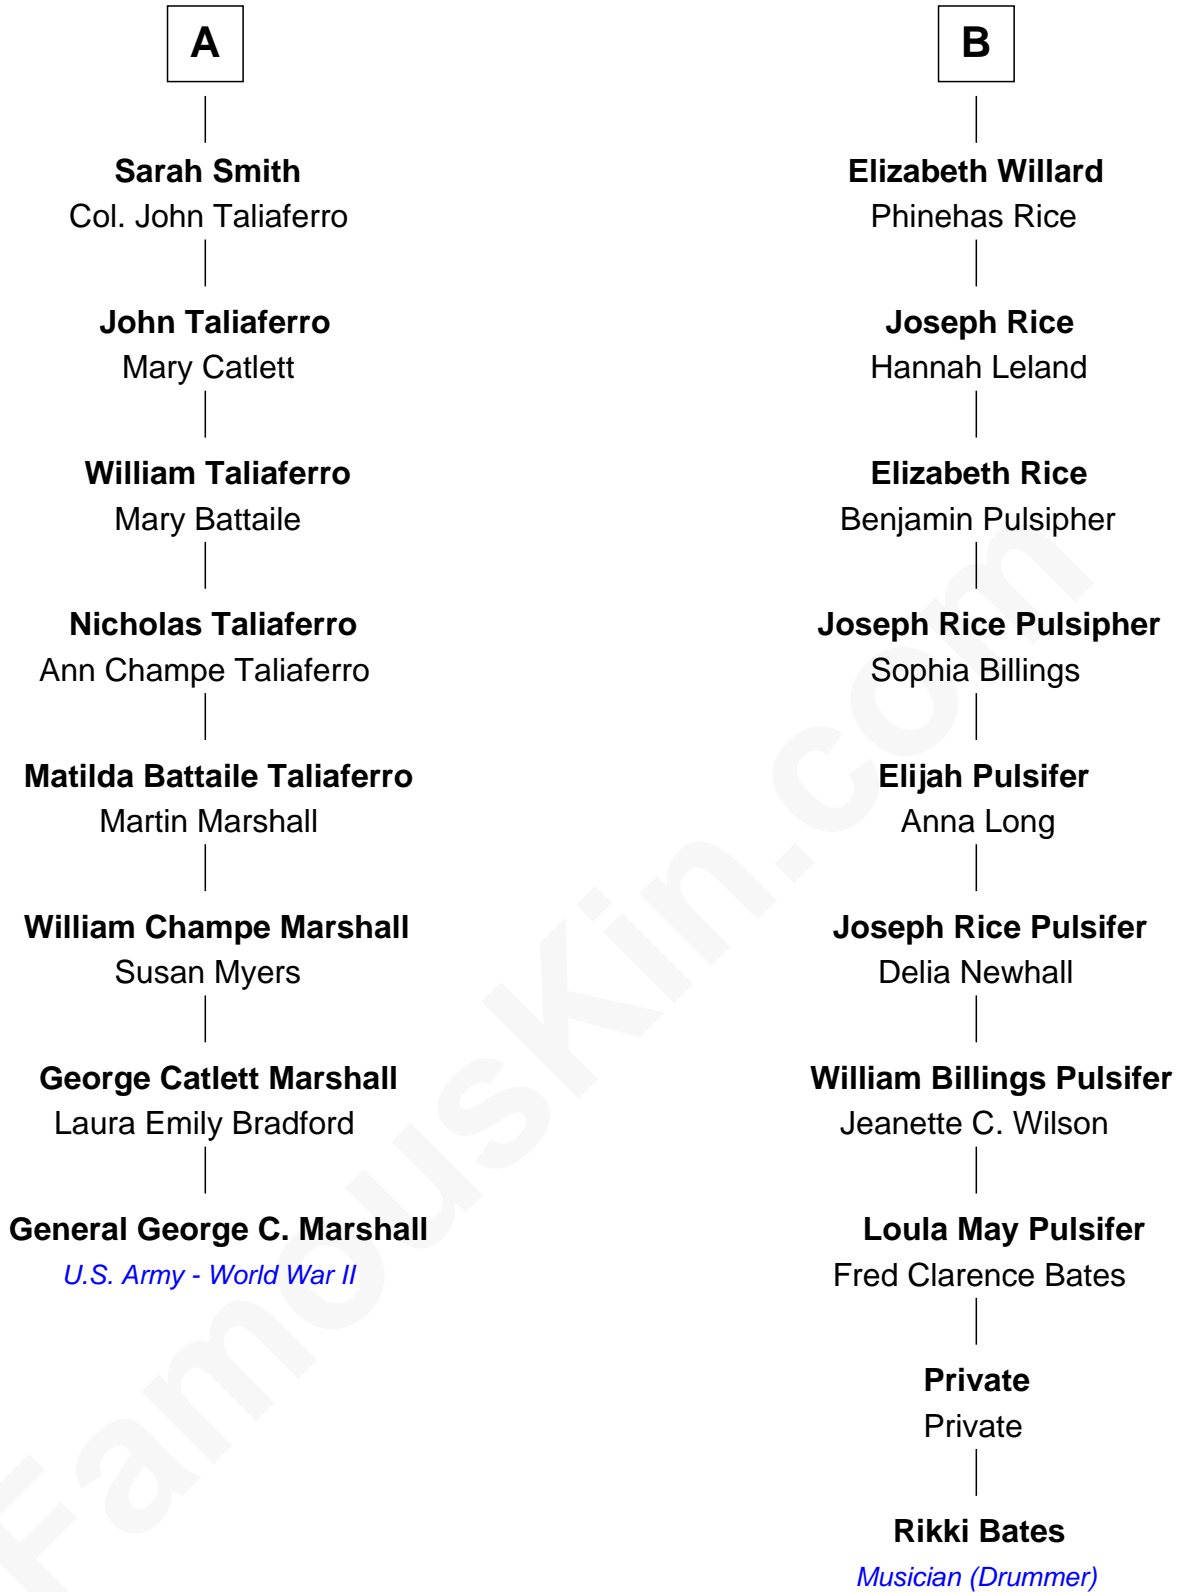 A
Sarah Smith
Col. John Taliaferro
John Taliaferro
Mary Catlett
William Taliaferro
Mary Battaile
Nicholas Taliaferro
Ann Champe Taliaferro
Matilda Battaile Taliaferro
Martin Marshall
William Champe Marshall
Susan Myers
George Catlett Marshall
Laura Emily Bradford
General George C. Marshall
U.S. Army - World War II
B
Elizabeth Willard
Phinehas Rice
Joseph Rice
Hannah Leland
Elizabeth Rice
Benjamin Pulsipher
Joseph Rice Pulsipher
Sophia Billings
Elijah Pulsifer
Anna Long
Joseph Rice Pulsifer
Delia Newhall
William Billings Pulsifer
Jeanette C. Wilson
Loula May Pulsifer
Fred Clarence Bates
Private
Private
Rikki Bates
Musician (Drummer)
FamousKin.com